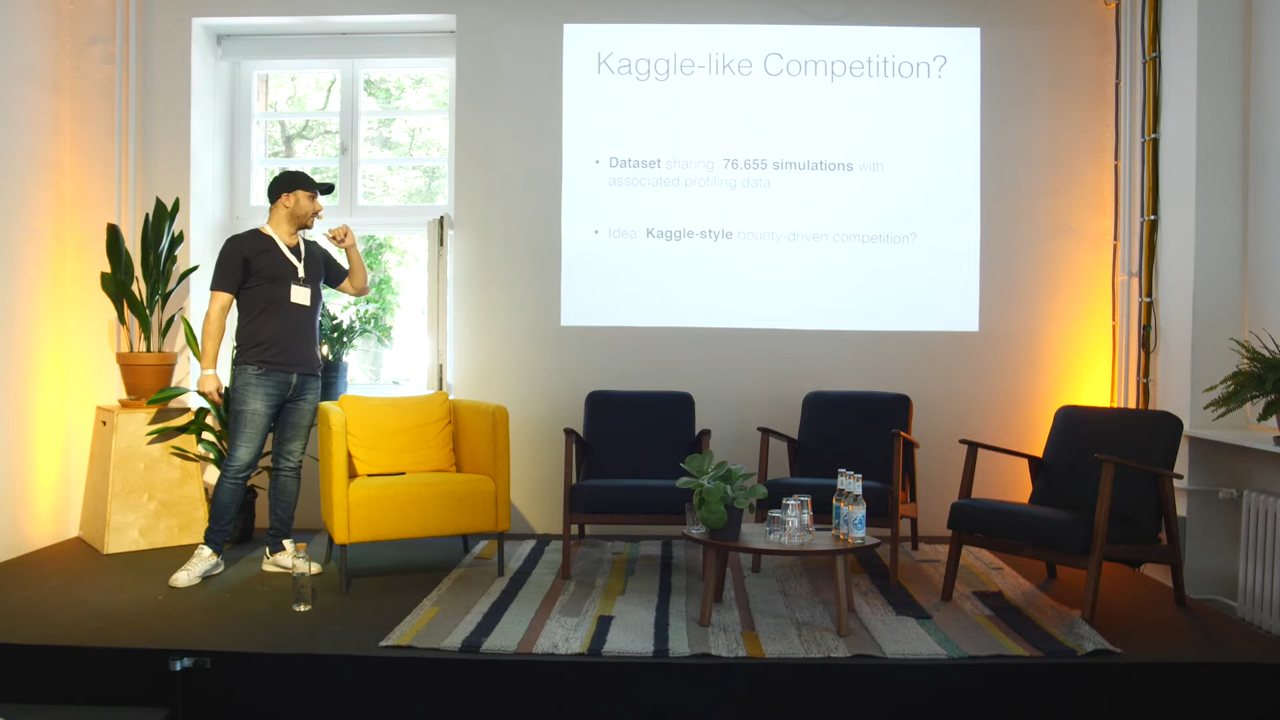 Kaggle-like Competition?
• Dataset sharing: 76,655 simulations with
associated profiling data
• Idea: Kaggle-style bounty-driven competition?